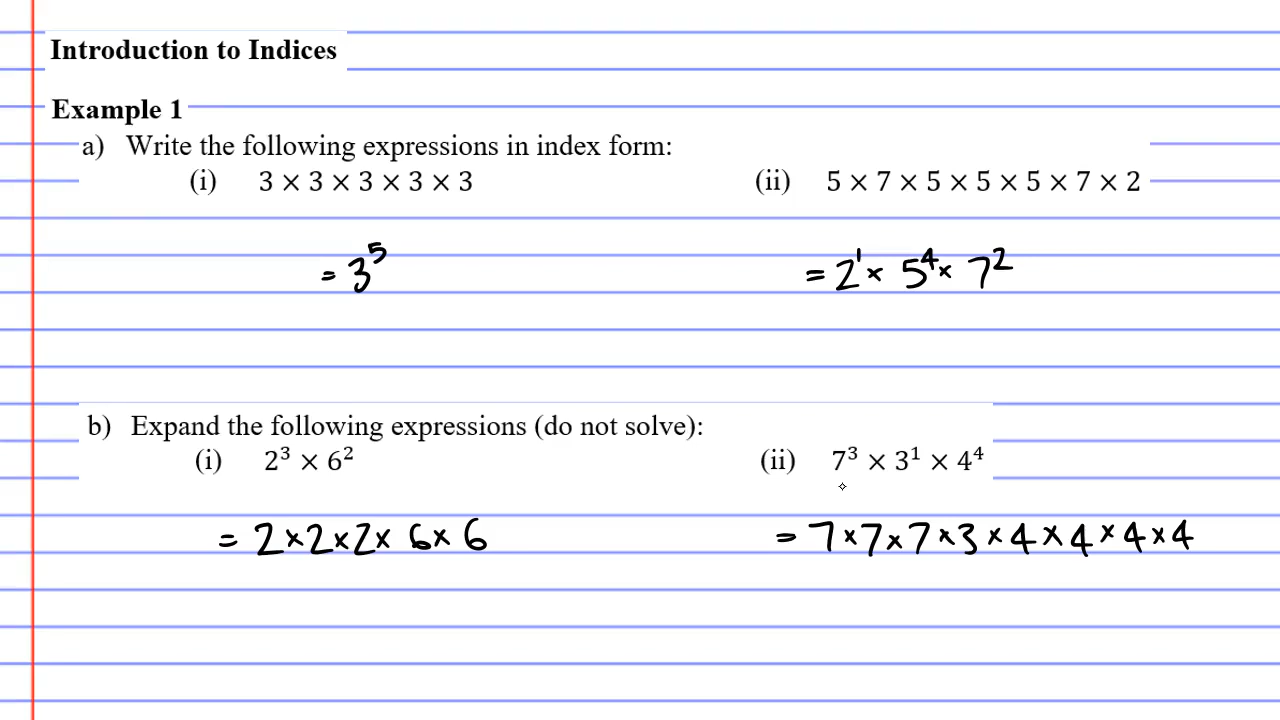 Introduction to Indices
Example 1
a) Write the following expressions in index form:
(i) 3 × 3 × 3 × 3 × 3 (ii) 5 × 7 × 5 × 5 × 5 × 7 × 2
= 3⁵ = 2¹ × 5⁴ × 7²
b) Expand the following expressions (do not solve):
(i) 2³ × 6² (ii) 7³ × 3¹ × 4⁴
= 2 × 2 × 2 × 6 × 6 = 7 × 7 × 7 × 3 × 4 × 4 × 4 × 4